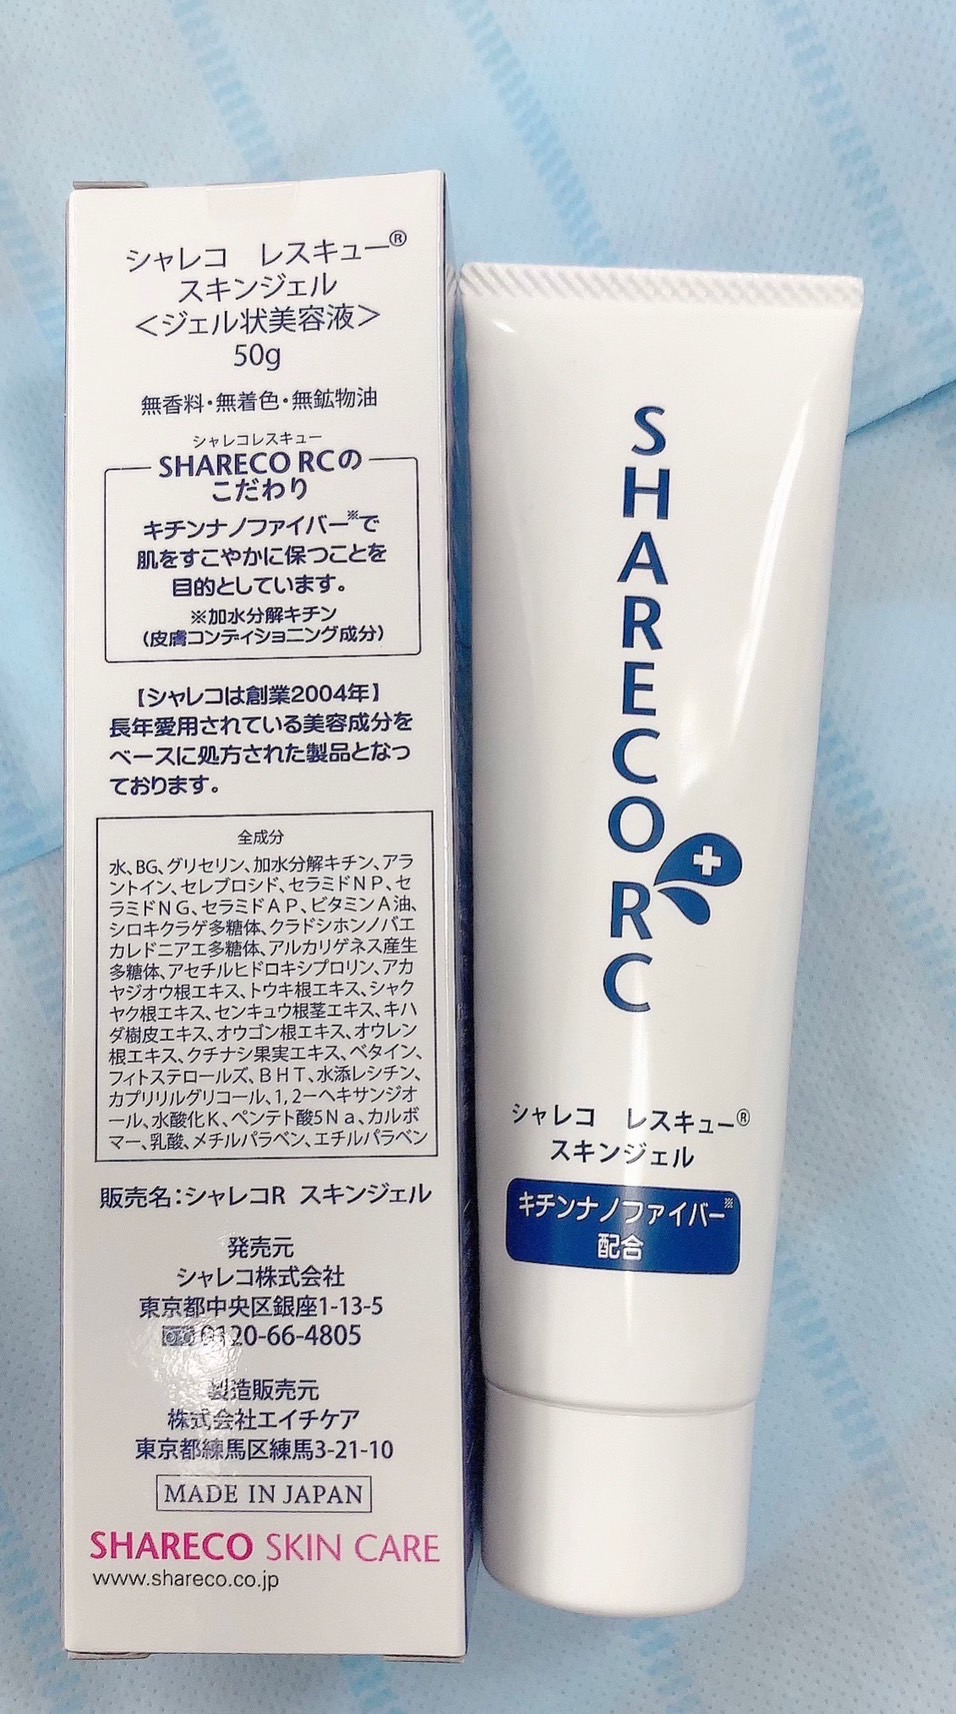 シャレコ　レスキュー®
スキンジェル
＜ジェル状美容液＞
50g
無香料・無着色・無鉱物油
シャレコレスキュー
SHARECO RCの
こだわり
キチンナノファイバー※で
肌をすこやかに保つことを
目的としています。
※加水分解キチン
（皮膚コンディショニング成分）
【シャレコは創業2004年】
長年愛用されている美容成分を
ベースに処方された製品となっ
ております。
全成分
水、BG、グリセリン、加水分解キチン、アラ
ントイン、セレブロシド、セラミドNP、セ
ラミドNG、セラミドAP、ビタミンA油、
シロキクラゲ多糖体、クラドシホンノバエ
カレドニアエ多糖体、アルカリゲネス産生
多糖体、アセチルヒドロキシプロリン、アカ
ヤジオウ根エキス、トウキ根エキス、シャク
ヤク根エキス、センキュウ根茎エキス、キハ
ダ樹皮エキス、オウゴン根エキス、オウレン
根エキス、クチナシ果実エキス、ベタイン、
フィトステロールズ、BHT、水添レシチン、
カプリリルグリコール、1,2－ヘキサンジオ
ール、水酸化K、ペンテト酸5Na、カルボ
マー、乳酸、メチルパラベン、エチルパラベン
販売名：シャレコR スキンジェル
発売元
シャレコ株式会社
東京都中央区銀座1-13-5
0120-66-4805
製造販売元
株式会社エイチケア
東京都練馬区練馬3-21-10
MADE IN JAPAN
SHARECO SKIN CARE
www.shareco.co.jp
SHARECO RC
シャレコ　レスキュー®
スキンジェル
キチンナノファイバー※
配合